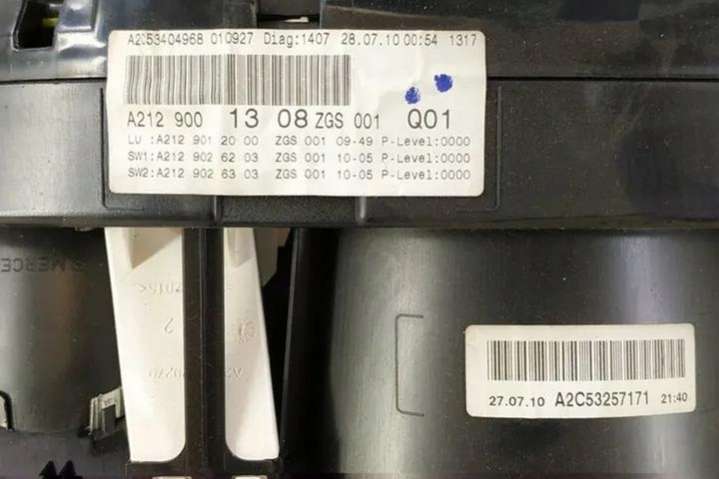 A2C53404968 010927 Diag:1407 28.07.10 00:54 1317
A212 900 13 08 ZGS 001 Q01
LU :A212 901 20 00 ZGS 001 09-49 P-Level:0000
SW1:A212 902 62 03 ZGS 001 10-05 P-Level:0000
SW2:A212 902 63 03 ZGS 001 10-05 P-Level:0000
27.07.10 A2C53257171 21:40